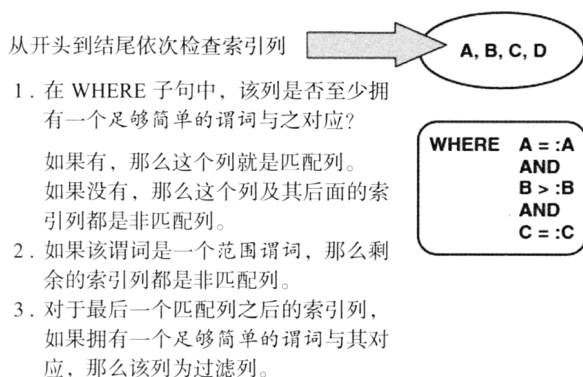 从开头到结尾依次检查索引列
A, B, C, D
1. 在 WHERE 子句中，该列是否至少拥
有一个足够简单的谓词与之对应?
如果有，那么这个列就是匹配列。
如果没有，那么这个列及其后面的索
引列都是非匹配列。
2. 如果该谓词是一个范围谓词，那么剩
余的索引列都是非匹配列。
3. 对于最后一个匹配列之后的索引列，
如果拥有一个足够简单的谓词与其对
应，那么该列为过滤列。
WHERE A = :A
AND
B > :B
AND
C = :C